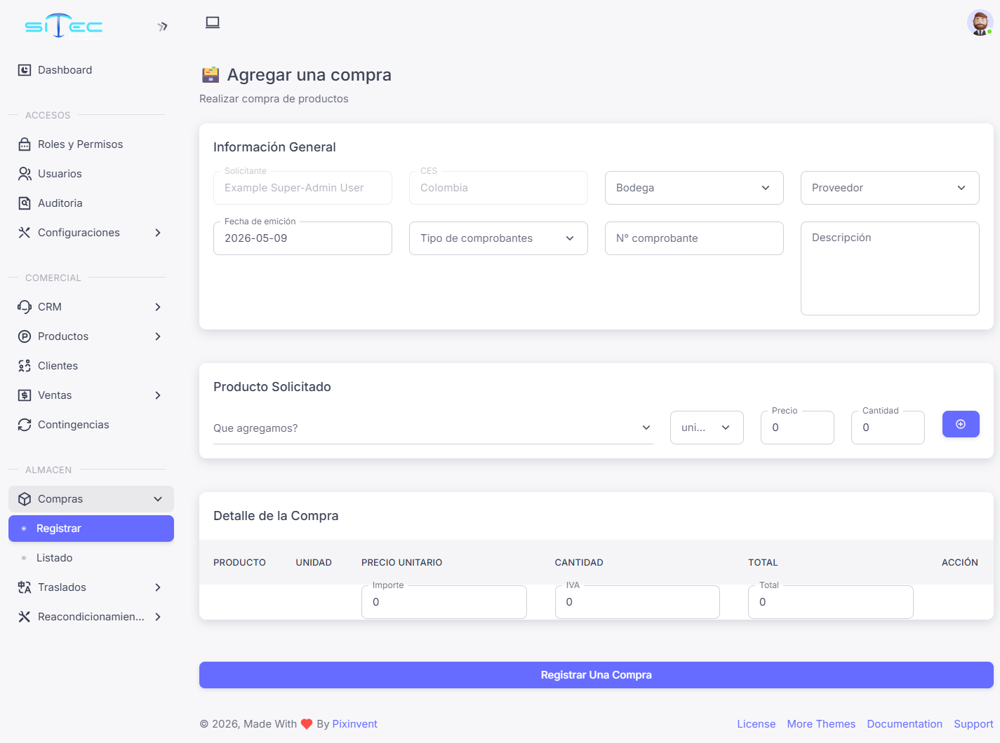 SITEC
Dashboard
ACCESOS
Roles y Permisos
Usuarios
Auditoria
Configuraciones
COMERCIAL
CRM
Productos
Clientes
Ventas
Contingencias
ALMACEN
Compras
Registrar
Listado
Traslados
Reacondicionamien...
Agregar una compra
Realizar compra de productos
Información General
Solicitante
Example Super-Admin User
CES
Colombia
Bodega
Proveedor
Fecha de emición
2026-05-09
Tipo de comprobantes
N° comprobante
Descripción
Producto Solicitado
Que agregamos?
uni...
Precio
0
Cantidad
0
Detalle de la Compra
PRODUCTO UNIDAD PRECIO UNITARIO CANTIDAD TOTAL ACCIÓN
Importe
0
IVA
0
Total
0
Registrar Una Compra
© 2026, Made With ❤️ By Pixinvent
License More Themes Documentation Support